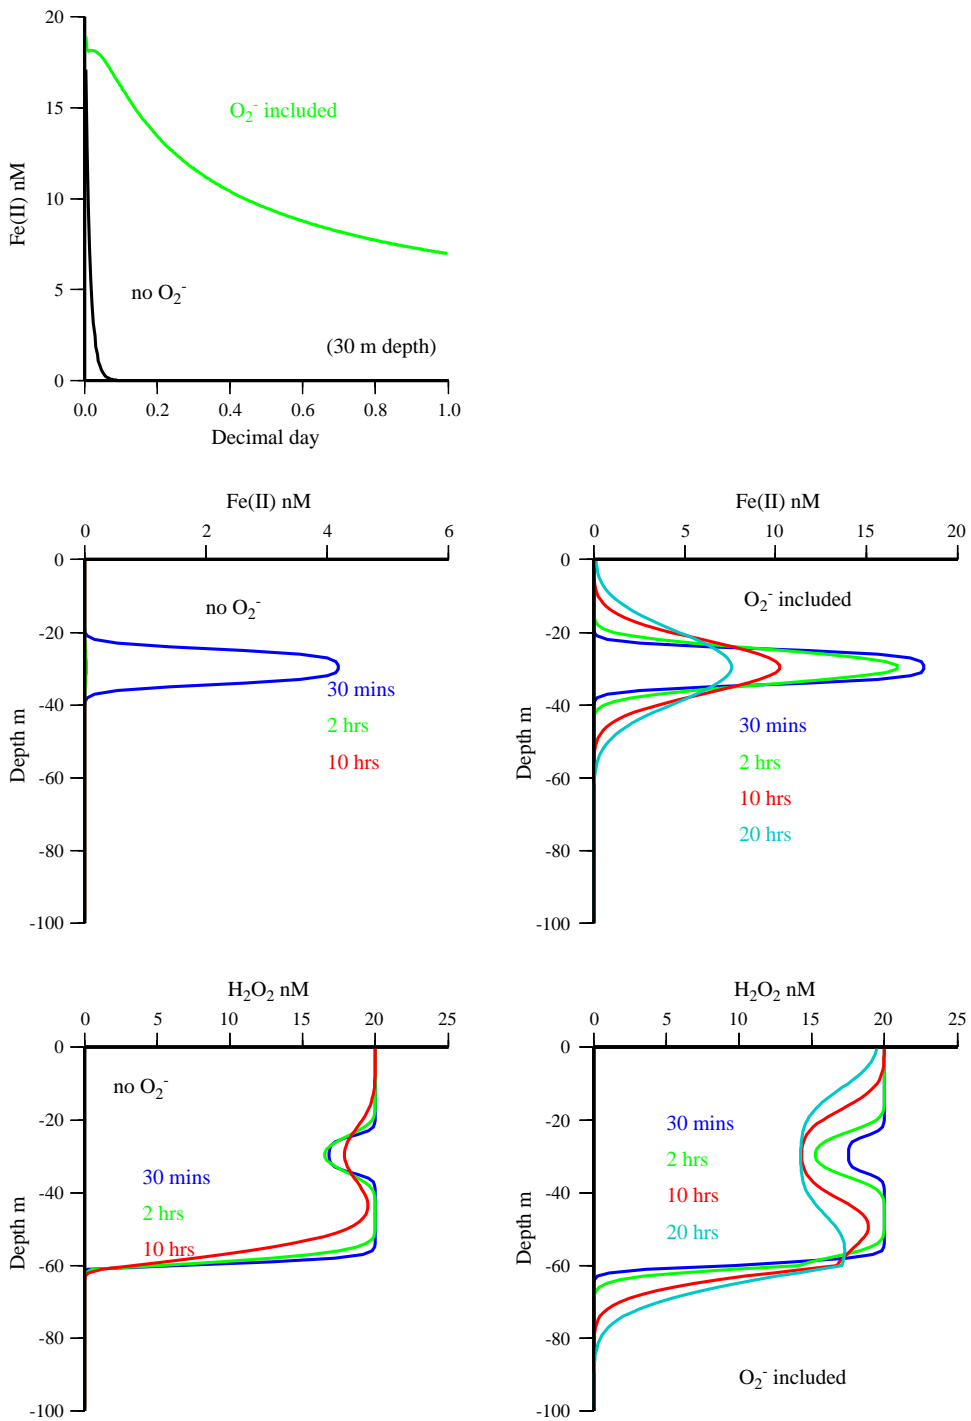 20
15
10
5
0
Fe(II) nM
O₂⁻ included
no O₂⁻
(30 m depth)
0.0 0.2 0.4 0.6 0.8 1.0
Decimal day
Fe(II) nM
0 2 4 6
0
-20
-40
-60
-80
-100
Depth m
no O₂⁻
30 mins
2 hrs
10 hrs
Fe(II) nM
0 5 10 15 20
0
-20
-40
-60
-80
-100
Depth m
O₂⁻ included
30 mins
2 hrs
10 hrs
20 hrs
H₂O₂ nM
0 5 10 15 20 25
0
-20
-40
-60
-80
-100
Depth m
no O₂⁻
30 mins
2 hrs
10 hrs
H₂O₂ nM
0 5 10 15 20 25
0
-20
-40
-60
-80
-100
Depth m
30 mins
2 hrs
10 hrs
20 hrs
O₂⁻ included